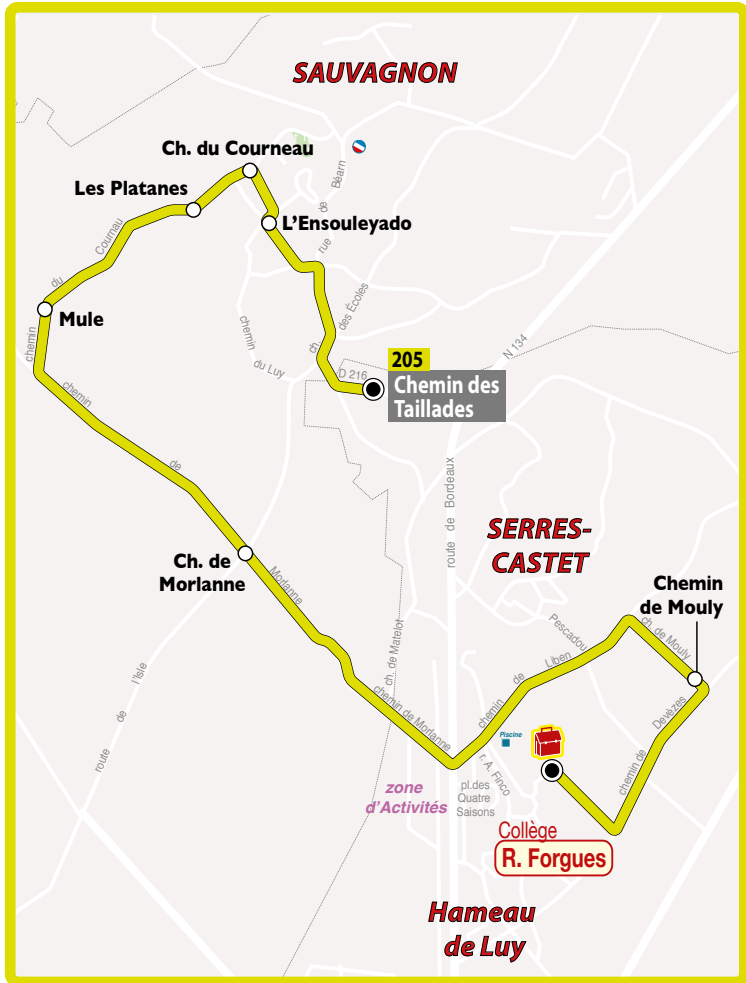 SAUVAGNON
Ch. du Courneau
Les Platanes
L'Ensouleyado
rue de Béarn
du Cournau
Mule
chemin
ch. des Écoles
chemin du Luy
N 134
D 216
205
Chemin des
Taillades
chemin de Morlanne
route de Bordeaux
SERRES-
CASTET
Ch. de
Morlanne
Chemin
de Mouly
Pescadou
ch. de Mouly
ch. de Matelot
chemin de Liben
route de l'Isle
chemin de Morlanne
chemin de Devèzes
Piscine
r. A. Finco
zone
d'Activités
pl.des
Quatre
Saisons
Collège
R. Forgues
Hameau
de Luy